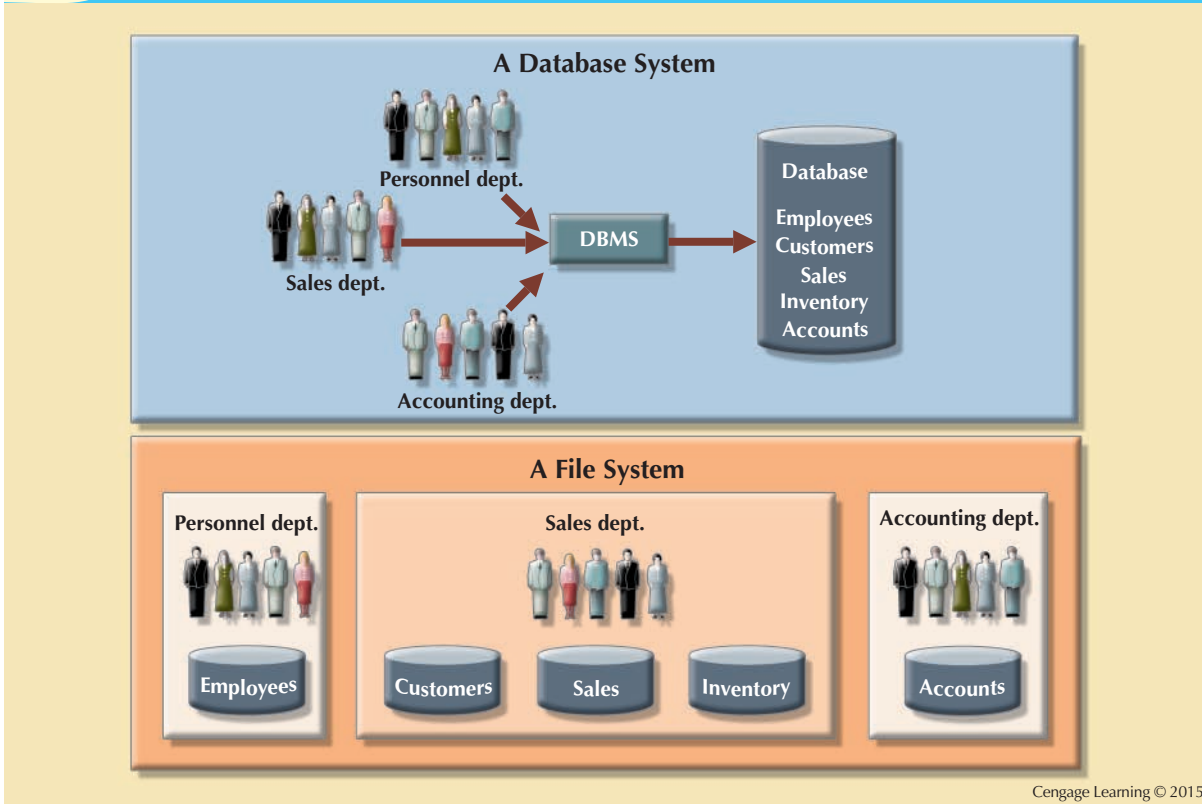 A Database System
Personnel dept.
Sales dept.
Accounting dept.
DBMS
Database
Employees
Customers
Sales
Inventory
Accounts
A File System
Personnel dept.
Employees
Sales dept.
Customers
Sales
Inventory
Accounting dept.
Accounts
Cengage Learning © 2015